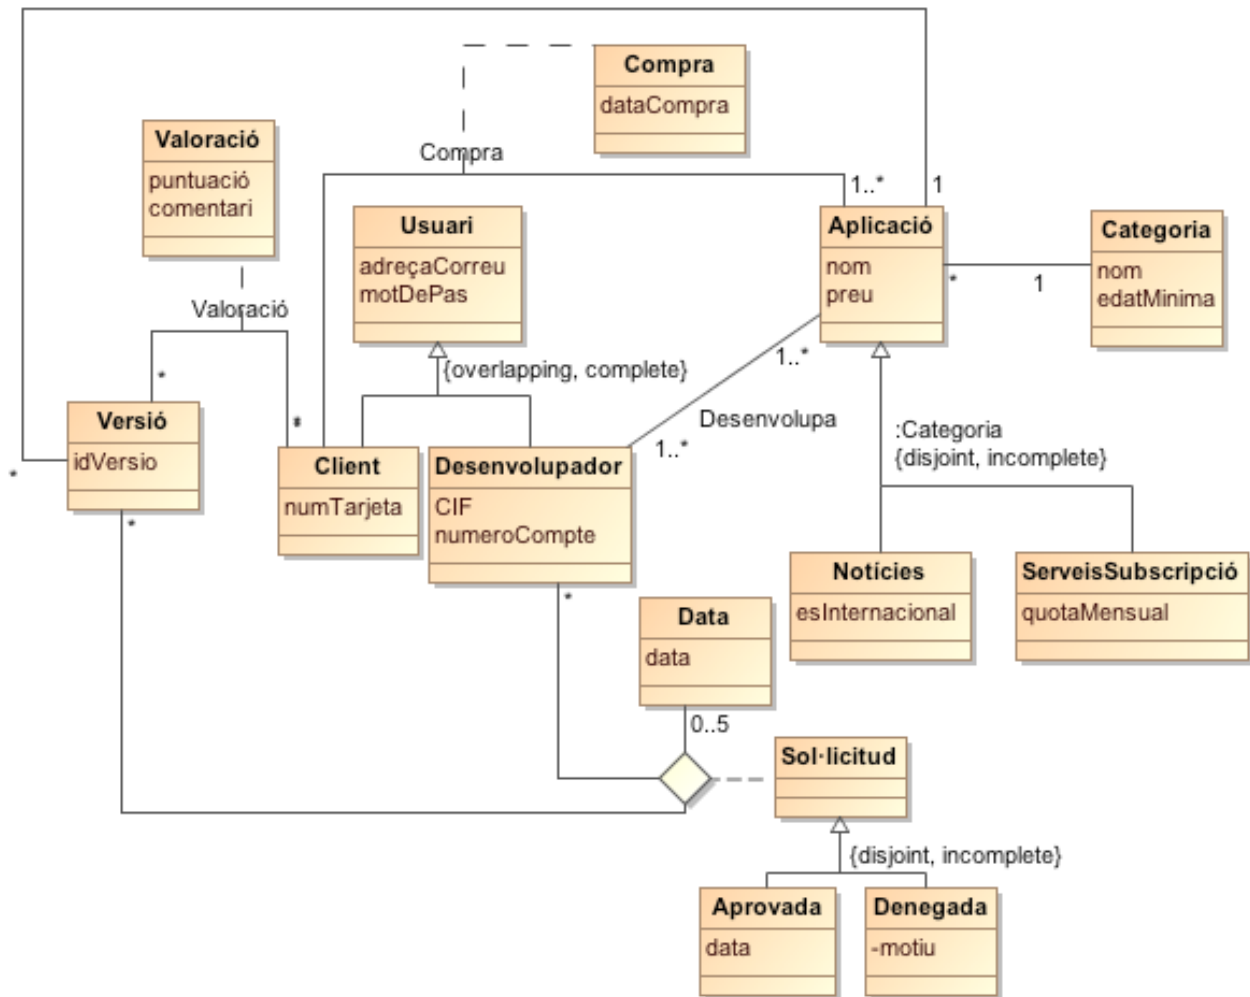 Compra
dataCompra
Valoració
puntuació
comentari
Compra
1..*
1
Usuari
adreçaCorreu
motDePas
Aplicació
nom
preu
Categoria
nom
edatMinima
*
1
Valoració
{overlapping, complete}
1..*
*
Versió
idVersio
*
*
Desenvolupa
1..*
:Categoria
{disjoint, incomplete}
Client
numTarjeta
Desenvolupador
CIF
numeroCompte
*
*
Notícies
esInternacional
ServeisSubscripció
quotaMensual
Data
data
0..5
Sol·licitud
{disjoint, incomplete}
Aprovada
data
Denegada
-motiu